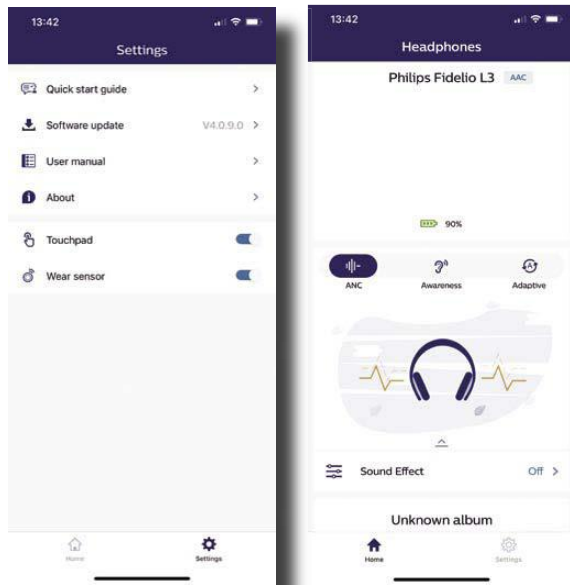 13:42
Settings
Quick start guide
Software update V4.0.9.0
User manual
About
Touchpad
Wear sensor
Home
Settings
13:42
Headphones
Philips Fidelio L3 AAC
90%
ANC Awareness Adaptive
Sound Effect Off
Unknown album
Home
Settings